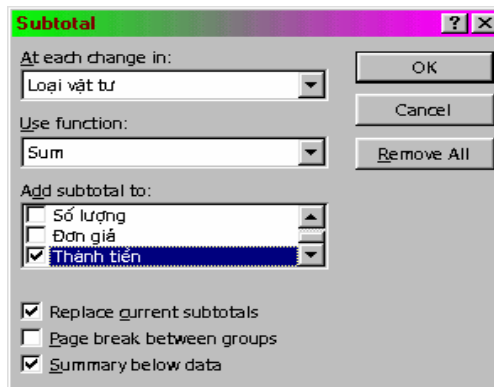 Subtotal
At each change in:
Loại vật tư
Use function:
Sum
Add subtotal to:
Số lượng
Đơn giá
Thành tiền
Replace current subtotals
Page break between groups
Summary below data
OK
Cancel
Remove All